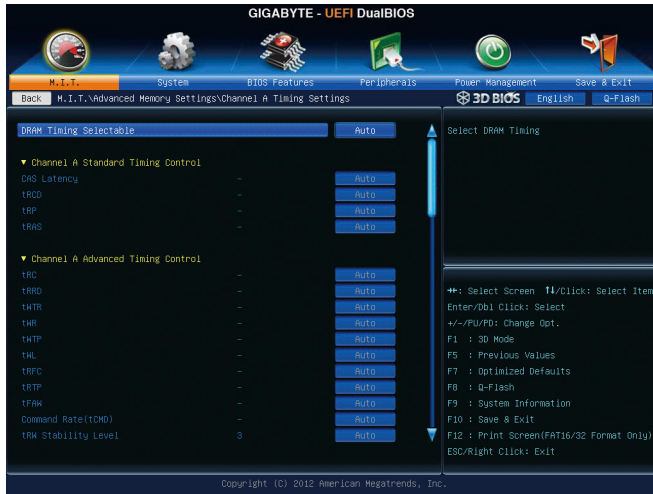 GIGABYTE - UEFI DualBIOS
M.I.T. System BIOS Features Peripherals Power Management Save & Exit
Back M.I.T.\Advanced Memory Settings\Channel A Timing Settings 3D BIOS English Q-Flash
DRAM Timing Selectable Auto
Select DRAM Timing
▼ Channel A Standard Timing Control
CAS Latency - Auto
tRCD - Auto
tRP - Auto
tRAS - Auto
▼ Channel A Advanced Timing Control
tRC - Auto
tRRD - Auto
tWTR - Auto
tWR - Auto
tWTP - Auto
tWL - Auto
tRFC - Auto
tRTP - Auto
tFAW - Auto
Command Rate(tCMD) - Auto
tRW Stability Level 3 Auto
→←: Select Screen ↑↓/Click: Select Item
Enter/Dbl Click: Select
+/-/PU/PD: Change Opt.
F1 : 3D Mode
F5 : Previous Values
F7 : Optimized Defaults
F8 : Q-Flash
F9 : System Information
F10 : Save & Exit
F12 : Print Screen(FAT16/32 Format Only)
ESC/Right Click: Exit
Copyright (C) 2012 American Megatrends, Inc.